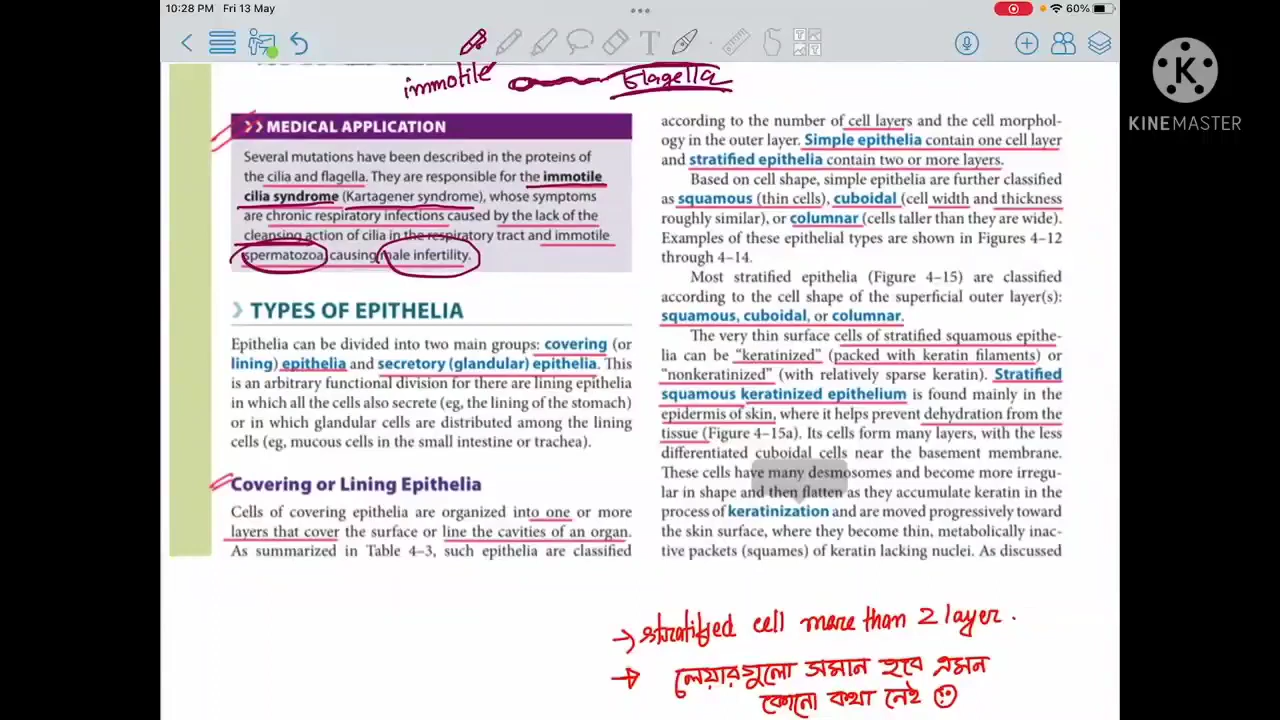 10:28 PM Fri 13 May
60%
K
KINEMASTER
immotile
flagella
MEDICAL APPLICATION
Several mutations have been described in the proteins of
the cilia and flagella. They are responsible for the immotile
cilia syndrome (Kartagener syndrome), whose symptoms
are chronic respiratory infections caused by the lack of the
cleansing action of cilia in the respiratory tract and immotile
spermatozoa, causing male infertility.
TYPES OF EPITHELIA
Epithelia can be divided into two main groups: covering (or
lining) epithelia and secretory (glandular) epithelia. This
is an arbitrary functional division for there are lining epithelia
in which all the cells also secrete (eg, the lining of the stomach)
or in which glandular cells are distributed among the lining
cells (eg, mucous cells in the small intestine or trachea).
Covering or Lining Epithelia
Cells of covering epithelia are organized into one or more
layers that cover the surface or line the cavities of an organ.
As summarized in Table 4–3, such epithelia are classified
according to the number of cell layers and the cell morphol-
ogy in the outer layer. Simple epithelia contain one cell layer
and stratified epithelia contain two or more layers.
Based on cell shape, simple epithelia are further classified
as squamous (thin cells), cuboidal (cell width and thickness
roughly similar), or columnar (cells taller than they are wide).
Examples of these epithelial types are shown in Figures 4–12
through 4–14.
Most stratified epithelia (Figure 4–15) are classified
according to the cell shape of the superficial outer layer(s):
squamous, cuboidal, or columnar.
The very thin surface cells of stratified squamous epithe-
lia can be “keratinized” (packed with keratin filaments) or
“nonkeratinized” (with relatively sparse keratin). Stratified
squamous keratinized epithelium is found mainly in the
epidermis of skin, where it helps prevent dehydration from the
tissue (Figure 4–15a). Its cells form many layers, with the less
differentiated cuboidal cells near the basement membrane.
These cells have many desmosomes and become more irregu-
lar in shape and then flatten as they accumulate keratin in the
process of keratinization and are moved progressively toward
the skin surface, where they become thin, metabolically inac-
tive packets (squames) of keratin lacking nuclei. As discussed
→ stratified cell more than 2 layer.
→ লেয়ারগুলো সমান হবে এমন
কোনো কথা নেই